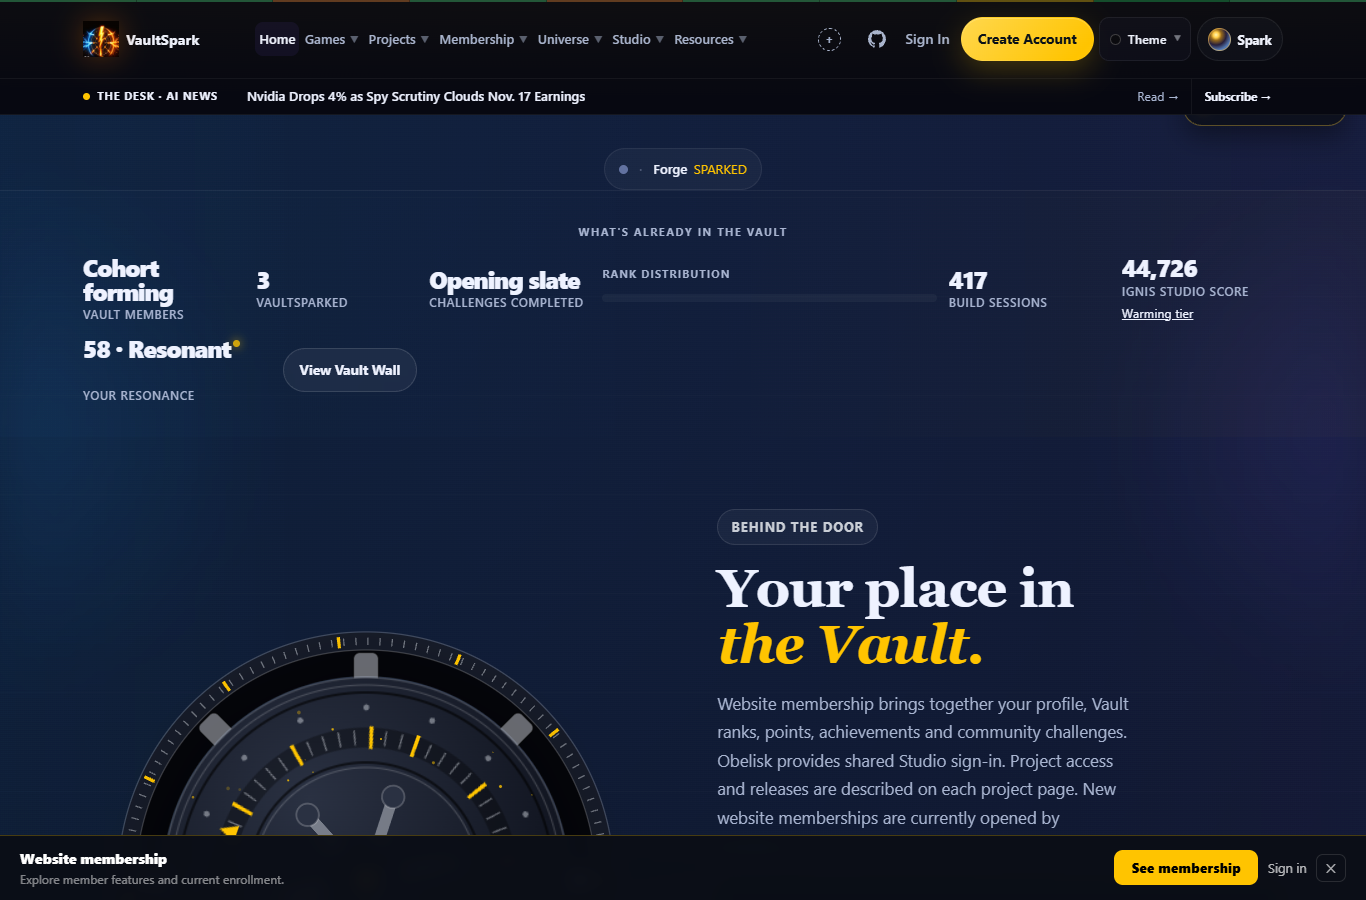 VaultSpark
Home Games Projects Membership Universe Studio Resources
Sign In
Create Account
Theme
Spark
THE DESK · AI NEWS
Nvidia Drops 4% as Spy Scrutiny Clouds Nov. 17 Earnings
Read →
Subscribe →
· Forge SPARKED
WHAT'S ALREADY IN THE VAULT
Cohort
forming
VAULT MEMBERS
3
VAULTSPARKED
Opening slate
CHALLENGES COMPLETED
RANK DISTRIBUTION
417
BUILD SESSIONS
44,726
IGNIS STUDIO SCORE
Warming tier
58 · Resonant
YOUR RESONANCE
View Vault Wall
BEHIND THE DOOR
Your place in
the Vault.
Website membership brings together your profile, Vault
ranks, points, achievements and community challenges.
Obelisk provides shared Studio sign-in. Project access
and releases are described on each project page. New
website memberships are currently opened by
Website membership
Explore member features and current enrollment.
See membership
Sign in